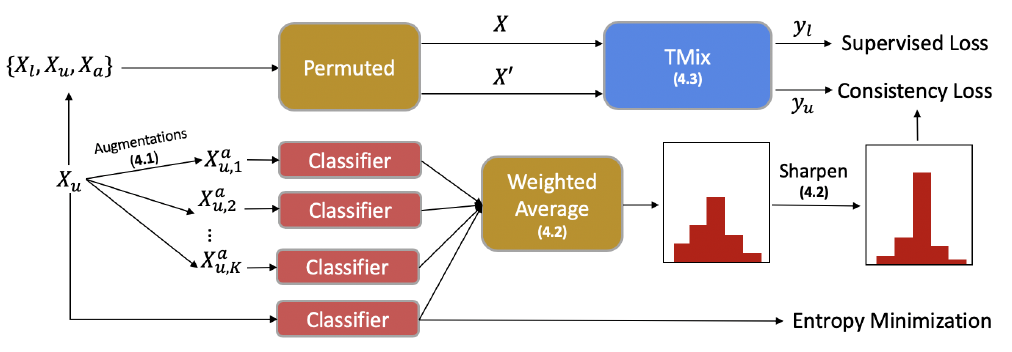 X
y_l
Supervised Loss
{X_l, X_u, X_a}
Permuted
X'
TMix
(4.3)
y_u
Consistency Loss
Augmentations
(4.1)
X_u
X^a_{u,1}
Classifier
X^a_{u,2}
Classifier
⋮
X^a_{u,K}
Classifier
Classifier
Weighted
Average
(4.2)
Sharpen
(4.2)
Entropy Minimization